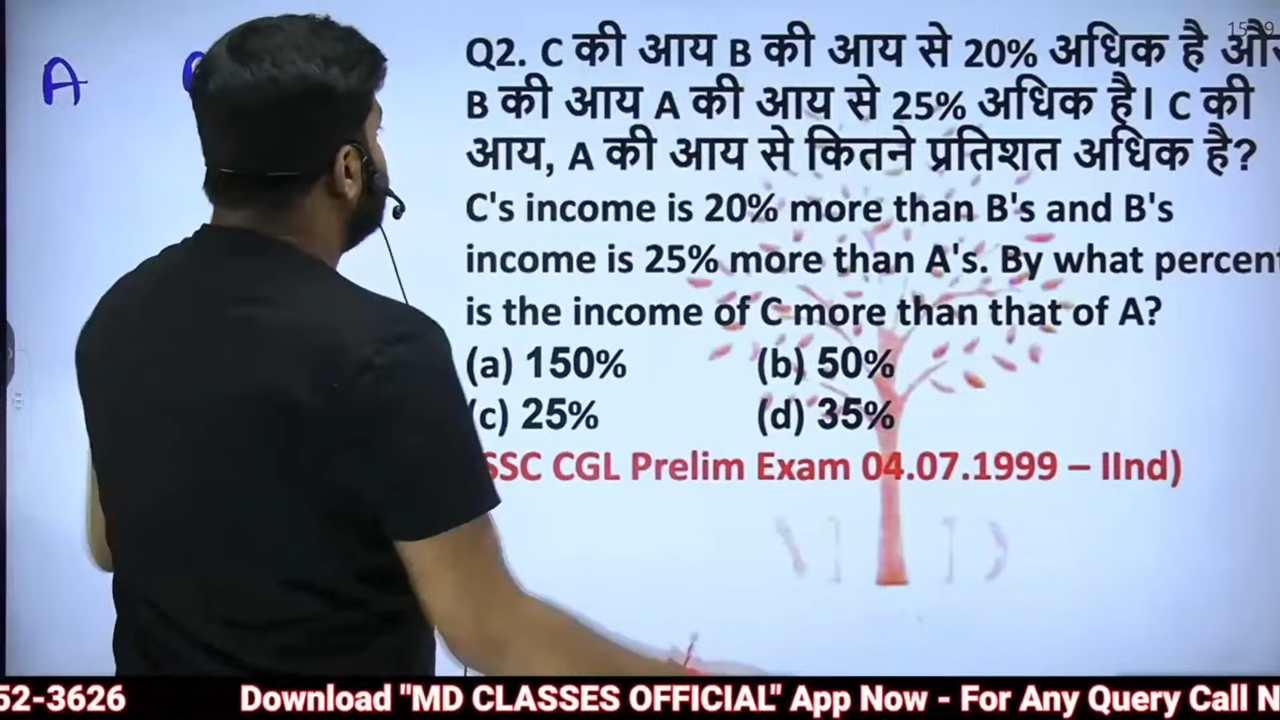 A
Q2. C की आय B की आय से 20% अधिक है और
B की आय A की आय से 25% अधिक है। C की
आय, A की आय से कितने प्रतिशत अधिक है?
C's income is 20% more than B's and B's
income is 25% more than A's. By what percent
is the income of C more than that of A?
(a) 150% (b) 50%
(c) 25% (d) 35%
SSC CGL Prelim Exam 04.07.1999 – IInd)
52-3626 Download "MD CLASSES OFFICIAL" App Now - For Any Query Call N